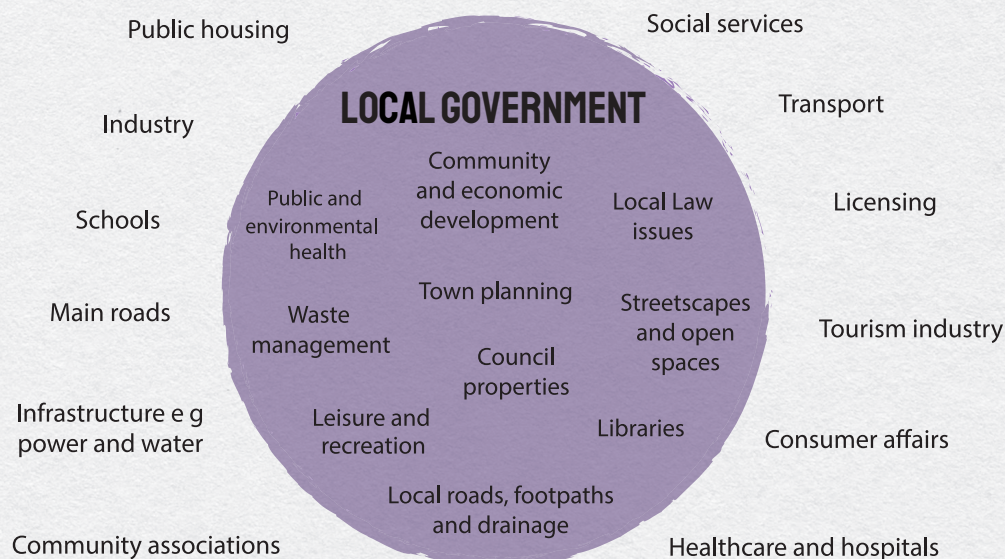 Public housing
Social services
LOCAL GOVERNMENT
Industry
Transport
Community
and economic
development
Public and
environmental
health
Local Law
issues
Schools
Licensing
Town planning
Main roads
Waste
management
Streetscapes
and open
spaces
Tourism industry
Council
properties
Infrastructure e g
power and water
Leisure and
recreation
Libraries
Consumer affairs
Local roads, footpaths
and drainage
Community associations
Healthcare and hospitals